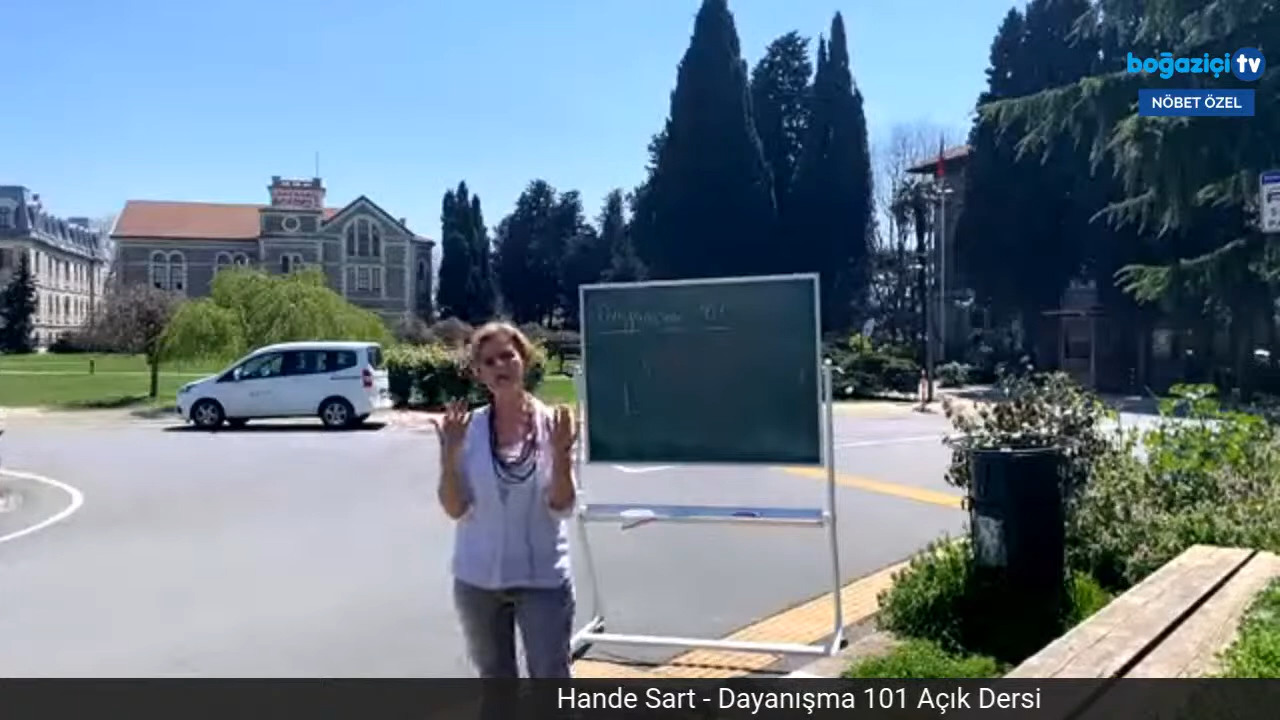 boğaziçi tv
NÖBET ÖZEL
Dayanışma 101
Hande Sart - Dayanışma 101 Açık Dersi